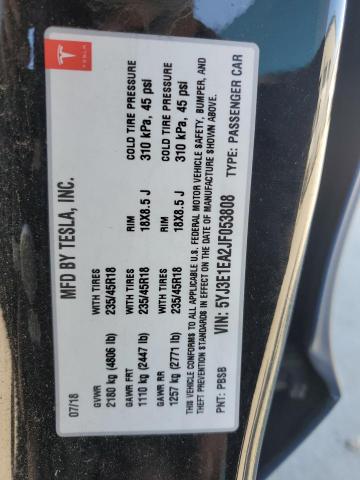 TESLA
07/18
MFD BY TESLA, INC.
GVWR
2180 kg (4806 lb)
WITH TIRES
235/45R18
RIM
18X8.5 J
COLD TIRE PRESSURE
310 kPa, 45 psi
GAWR FRT
1110 kg (2447 lb)
WITH TIRES
235/45R18
RIM
18X8.5 J
COLD TIRE PRESSURE
310 kPa, 45 psi
GAWR RR
1257 kg (2771 lb)
THIS VEHICLE CONFORMS TO ALL APPLICABLE U.S. FEDERAL MOTOR VEHICLE SAFETY, BUMPER, AND
THEFT PREVENTION STANDARDS IN EFFECT ON THE DATE OF MANUFACTURE SHOWN ABOVE.
VIN: 5YJ3E1EA2JF053808
PNT: PBSB
TYPE: PASSENGER CAR